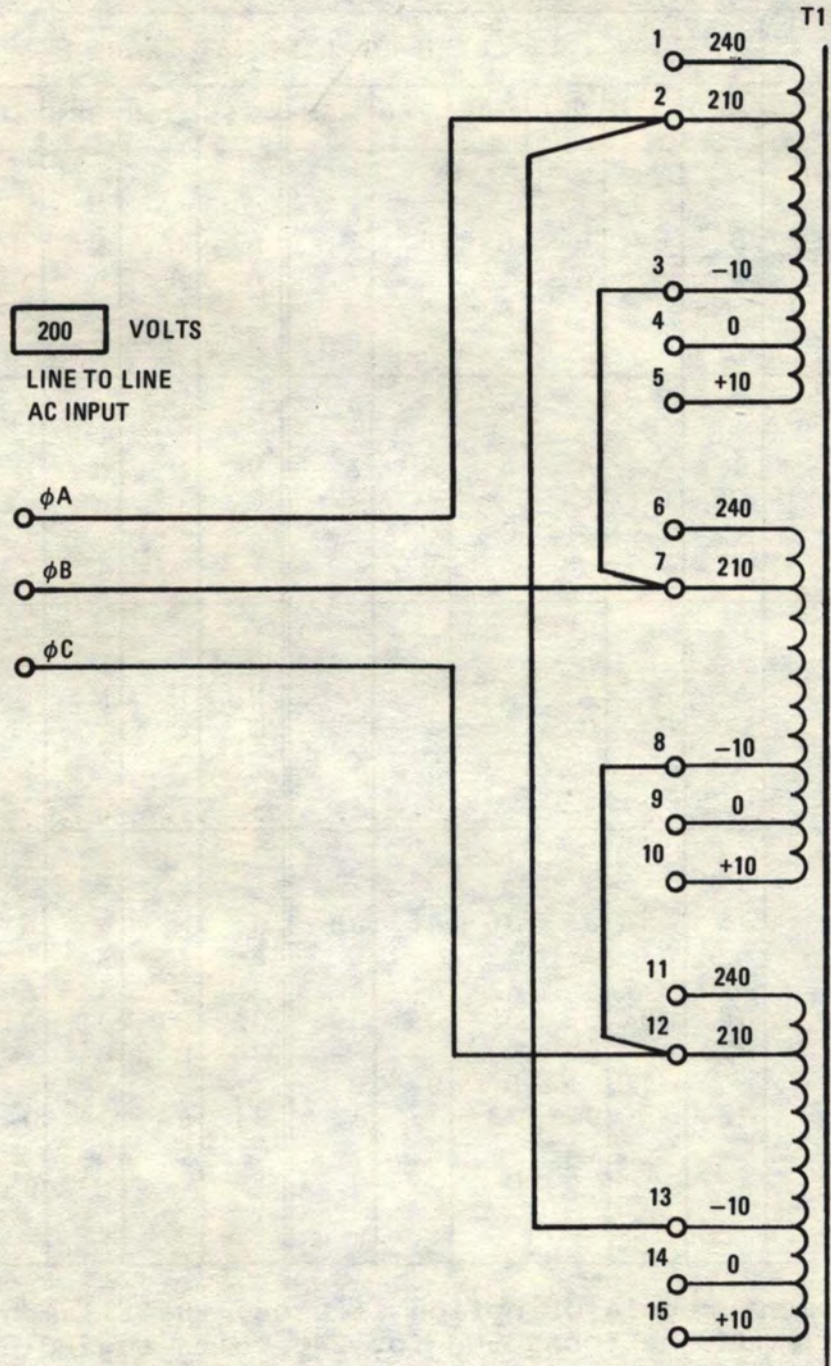 T1
1 240
2 210
3 −10
4 0
5 +10
200 VOLTS
LINE TO LINE
AC INPUT
ϕA
ϕB
ϕC
6 240
7 210
8 −10
9 0
10 +10
11 240
12 210
13 −10
14 0
15 +10